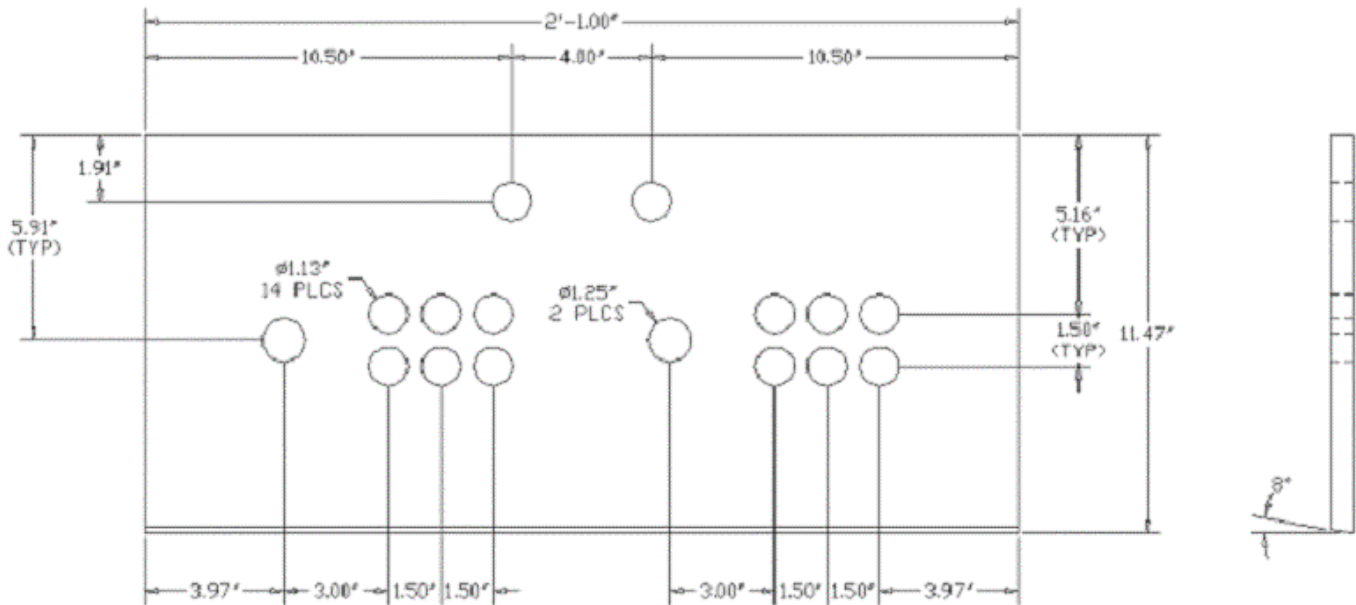 2'-1.00"
10.50"
4.00"
10.50"
1.91"
5.91"
(TYP)
5.16"
(TYP)
ø1.13"
14 PLCS
ø1.25"
2 PLCS
1.50"
(TYP)
11.47"
8°
3.97"
3.00"
1.50"
1.50"
3.00"
1.50"
1.50"
3.97"